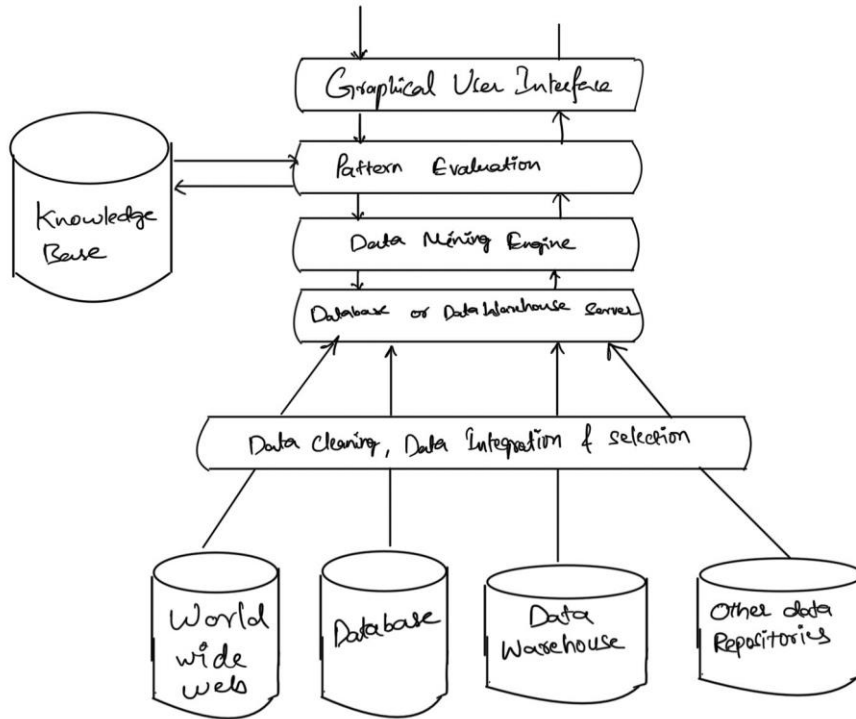 Graphical User Interface
Pattern Evaluation
Knowledge
Base
Data Mining Engine
Database or Data Warehouse Server
Data Cleaning, Data Integration & selection
World
wide
web
Database
Data
Warehouse
Other data
Repositories